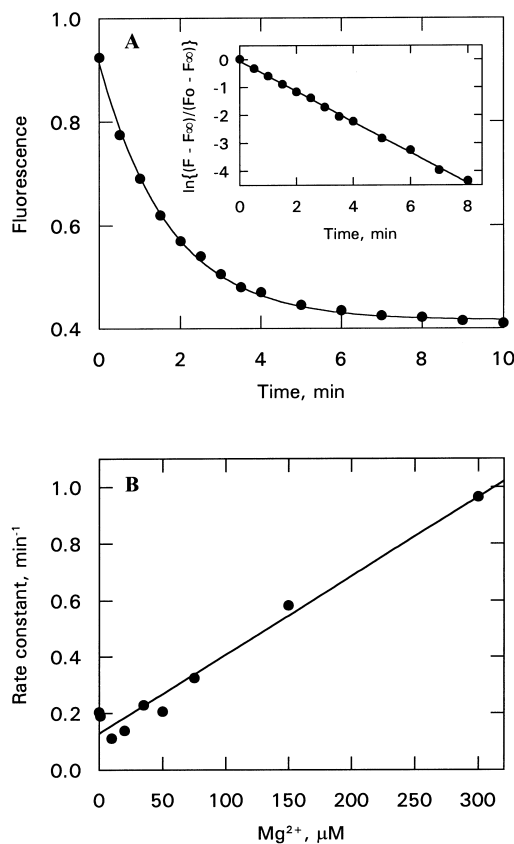 A
1.0
0.8
0.6
0.4
Fluorescence
0 2 4 6 8 10
Time, min
0
-1
-2
-3
-4
ln{(F - F∞)/(Fo - F∞)}
0 2 4 6 8
Time, min
B
1.0
0.8
0.6
0.4
0.2
0.0
Rate constant, min-1
0 50 100 150 200 250 300
Mg2+, µM